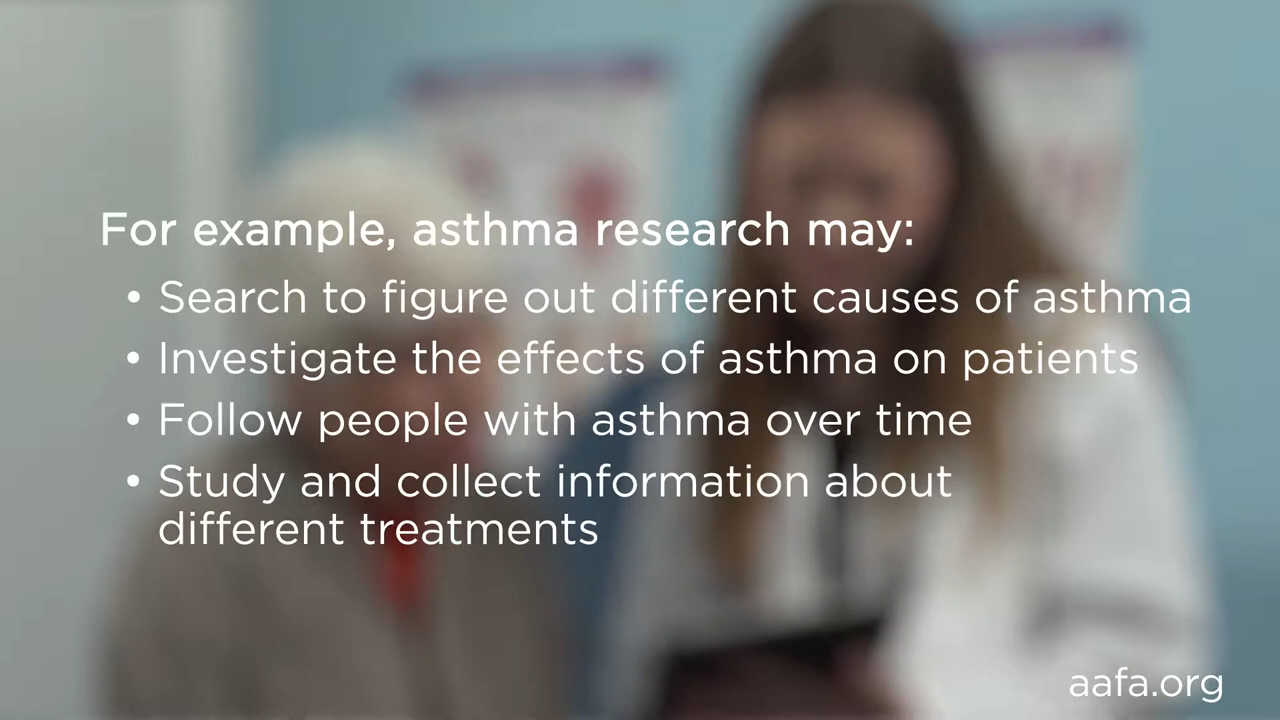 For example, asthma research may:
• Search to figure out different causes of asthma
• Investigate the effects of asthma on patients
• Follow people with asthma over time
• Study and collect information about
different treatments
aafa.org